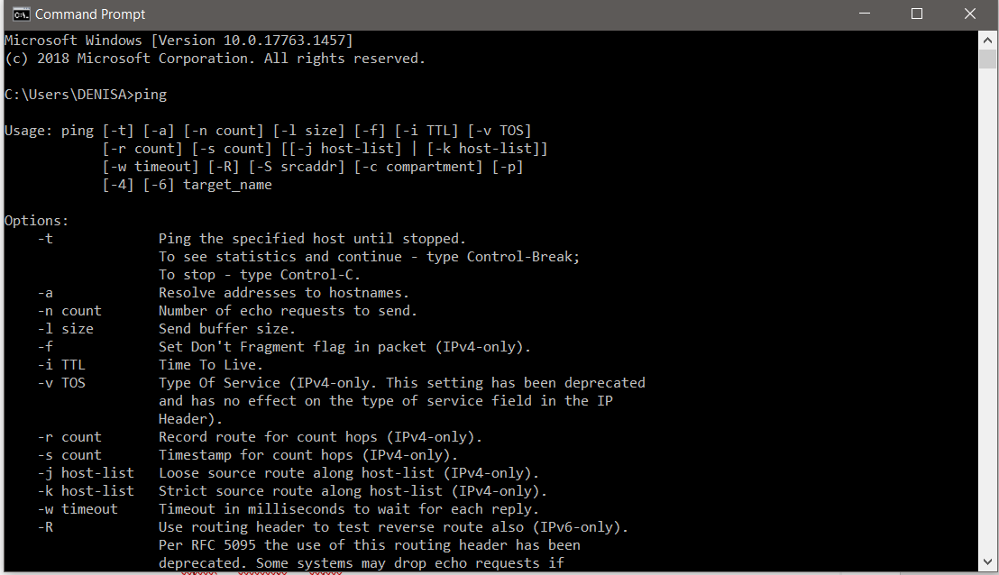 Command Prompt
Microsoft Windows [Version 10.0.17763.1457]
(c) 2018 Microsoft Corporation. All rights reserved.
C:\Users\DENISA>ping
Usage: ping [-t] [-a] [-n count] [-l size] [-f] [-i TTL] [-v TOS]
            [-r count] [-s count] [[-j host-list] | [-k host-list]]
            [-w timeout] [-R] [-S srcaddr] [-c compartment] [-p]
            [-4] [-6] target_name
Options:
    -t             Ping the specified host until stopped.
                   To see statistics and continue - type Control-Break;
                   To stop - type Control-C.
    -a             Resolve addresses to hostnames.
    -n count       Number of echo requests to send.
    -l size        Send buffer size.
    -f             Set Don't Fragment flag in packet (IPv4-only).
    -i TTL         Time To Live.
    -v TOS         Type Of Service (IPv4-only. This setting has been deprecated
                   and has no effect on the type of service field in the IP
                   Header).
    -r count       Record route for count hops (IPv4-only).
    -s count       Timestamp for count hops (IPv4-only).
    -j host-list   Loose source route along host-list (IPv4-only).
    -k host-list   Strict source route along host-list (IPv4-only).
    -w timeout     Timeout in milliseconds to wait for each reply.
    -R             Use routing header to test reverse route also (IPv6-only).
                   Per RFC 5095 the use of this routing header has been
                   deprecated. Some systems may drop echo requests if